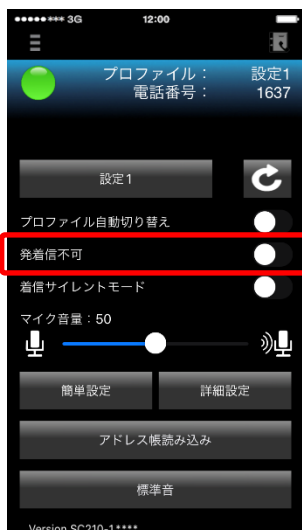 ●●●●●*** 3G 12:00
プロファイル： 設定1
電話番号： 1637
設定1
プロファイル自動切り替え
発着信不可
着信サイレントモード
マイク音量：50
簡単設定 詳細設定
アドレス帳読み込み
標準音
Version SC210-1****